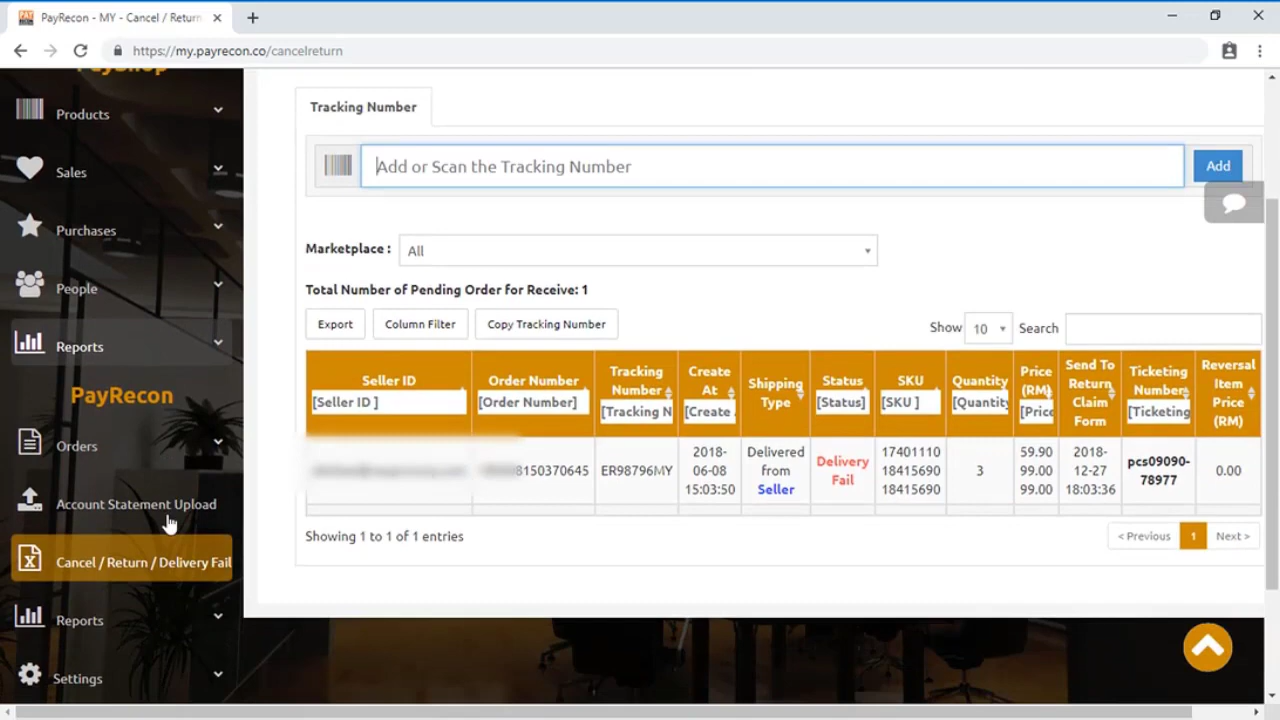 PayRecon - MY - Cancel / Return
https://my.payrecon.co/cancelreturn
PayShop
Products
Sales
Purchases
People
Reports
PayRecon
Orders
Account Statement Upload
Cancel / Return / Delivery Fail
Reports
Settings
Tracking Number
Add or Scan the Tracking Number
Add
Marketplace :
All
Total Number of Pending Order for Receive: 1
Export
Column Filter
Copy Tracking Number
Show
10
Search
Seller ID
[Seller ID ]
Order Number
[Order Number]
Tracking
Number
[Tracking N
Create
At
[Create
Shipping
Type
Status
[Status]
SKU
[SKU ]
Quantity
[Quantity
Price
(RM)
[Price
Send To
Return
Claim
Form
Ticketing
Number
[Ticketing
Reversal
Item
Price
(RM)
8150370645
ER98796MY
2018-
06-08
15:03:50
Delivered
from
Seller
Delivery
Fail
17401110
18415690
18415690
3
59.90
99.00
99.00
2018-
12-27
18:03:36
pcs09090-
78977
0.00
Showing 1 to 1 of 1 entries
< Previous
1
Next >